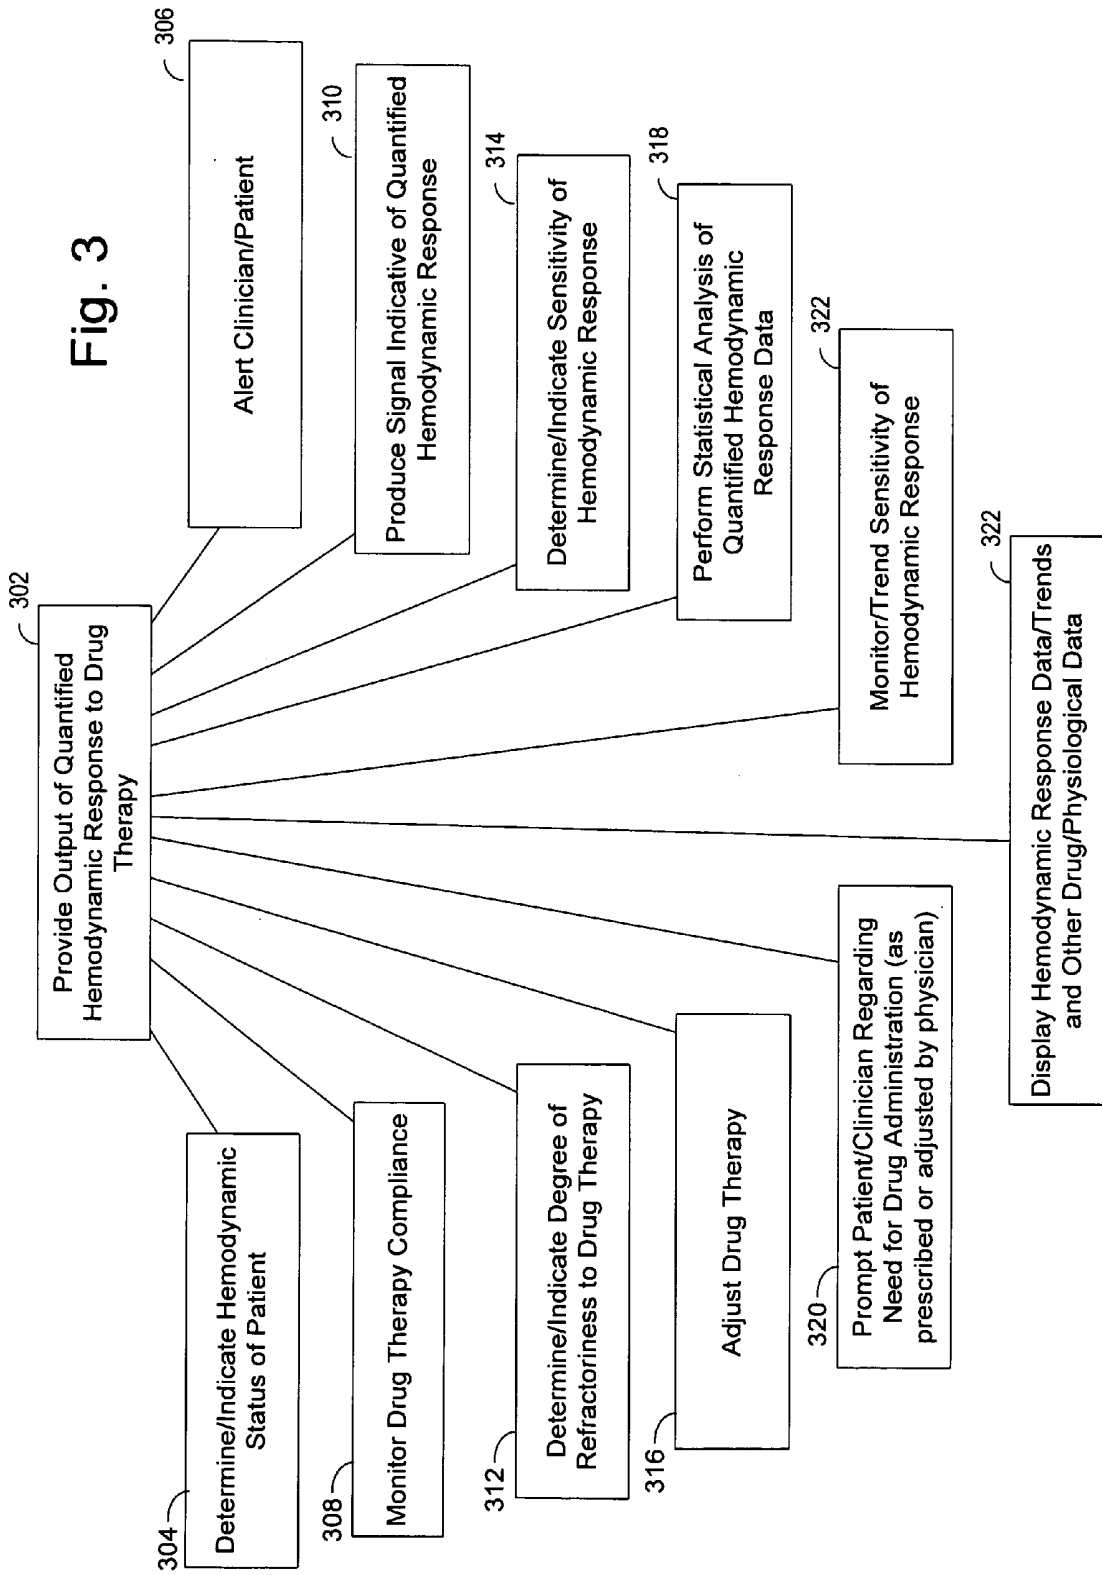 Fig. 3
302
Provide Output of Quantified
Hemodynamic Response to Drug
Therapy
304
Determine/Indicate Hemodynamic
Status of Patient
306
Alert Clinician/Patient
308
Monitor Drug Therapy Compliance
310
Produce Signal Indicative of Quantified
Hemodynamic Response
312
Determine/Indicate Degree of
Refractoriness to Drug Therapy
314
Determine/Indicate Sensitivity of
Hemodynamic Response
316
Adjust Drug Therapy
318
Perform Statistical Analysis of
Quantified Hemodynamic
Response Data
320
Prompt Patient/Clinician Regarding
Need for Drug Administration (as
prescribed or adjusted by physician)
322
Monitor/Trend Sensitivity of
Hemodynamic Response
322
Display Hemodynamic Response Data/Trends
and Other Drug/Physiological Data